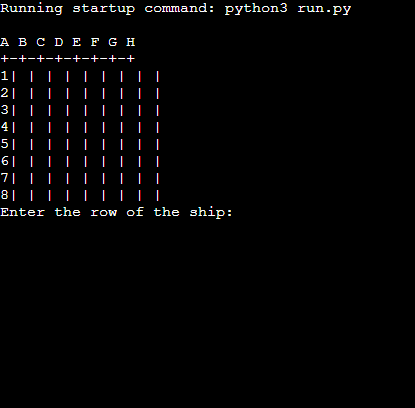 Running startup command: python3 run.py
A B C D E F G H
+-+-+-+-+-+-+-+
1| | | | | | | | |
2| | | | | | | | |
3| | | | | | | | |
4| | | | | | | | |
5| | | | | | | | |
6| | | | | | | | |
7| | | | | | | | |
8| | | | | | | | |
Enter the row of the ship: